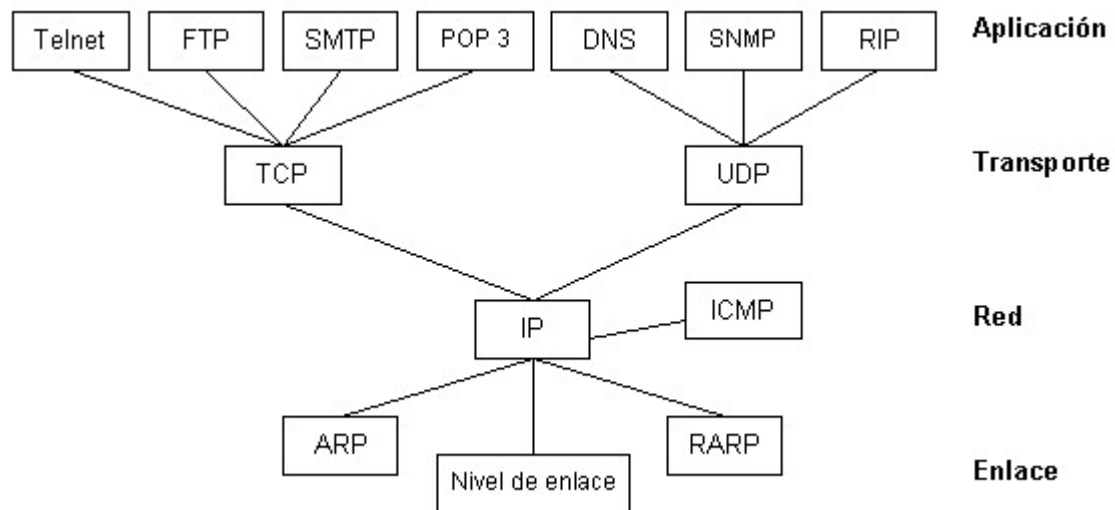 Telnet
FTP
SMTP
POP 3
DNS
SNMP
RIP
Aplicación
TCP
UDP
Transporte
IP
ICMP
Red
ARP
RARP
Nivel de enlace
Enlace